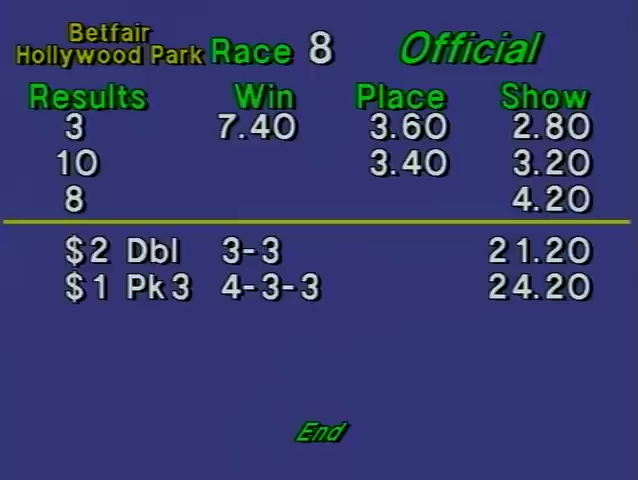 Betfair
Hollywood Park Race 8 Official
Results Win Place Show
3 7.40 3.60 2.80
10 3.40 3.20
8 4.20
$2 Dbl 3-3 21.20
$1 Pk3 4-3-3 24.20
End